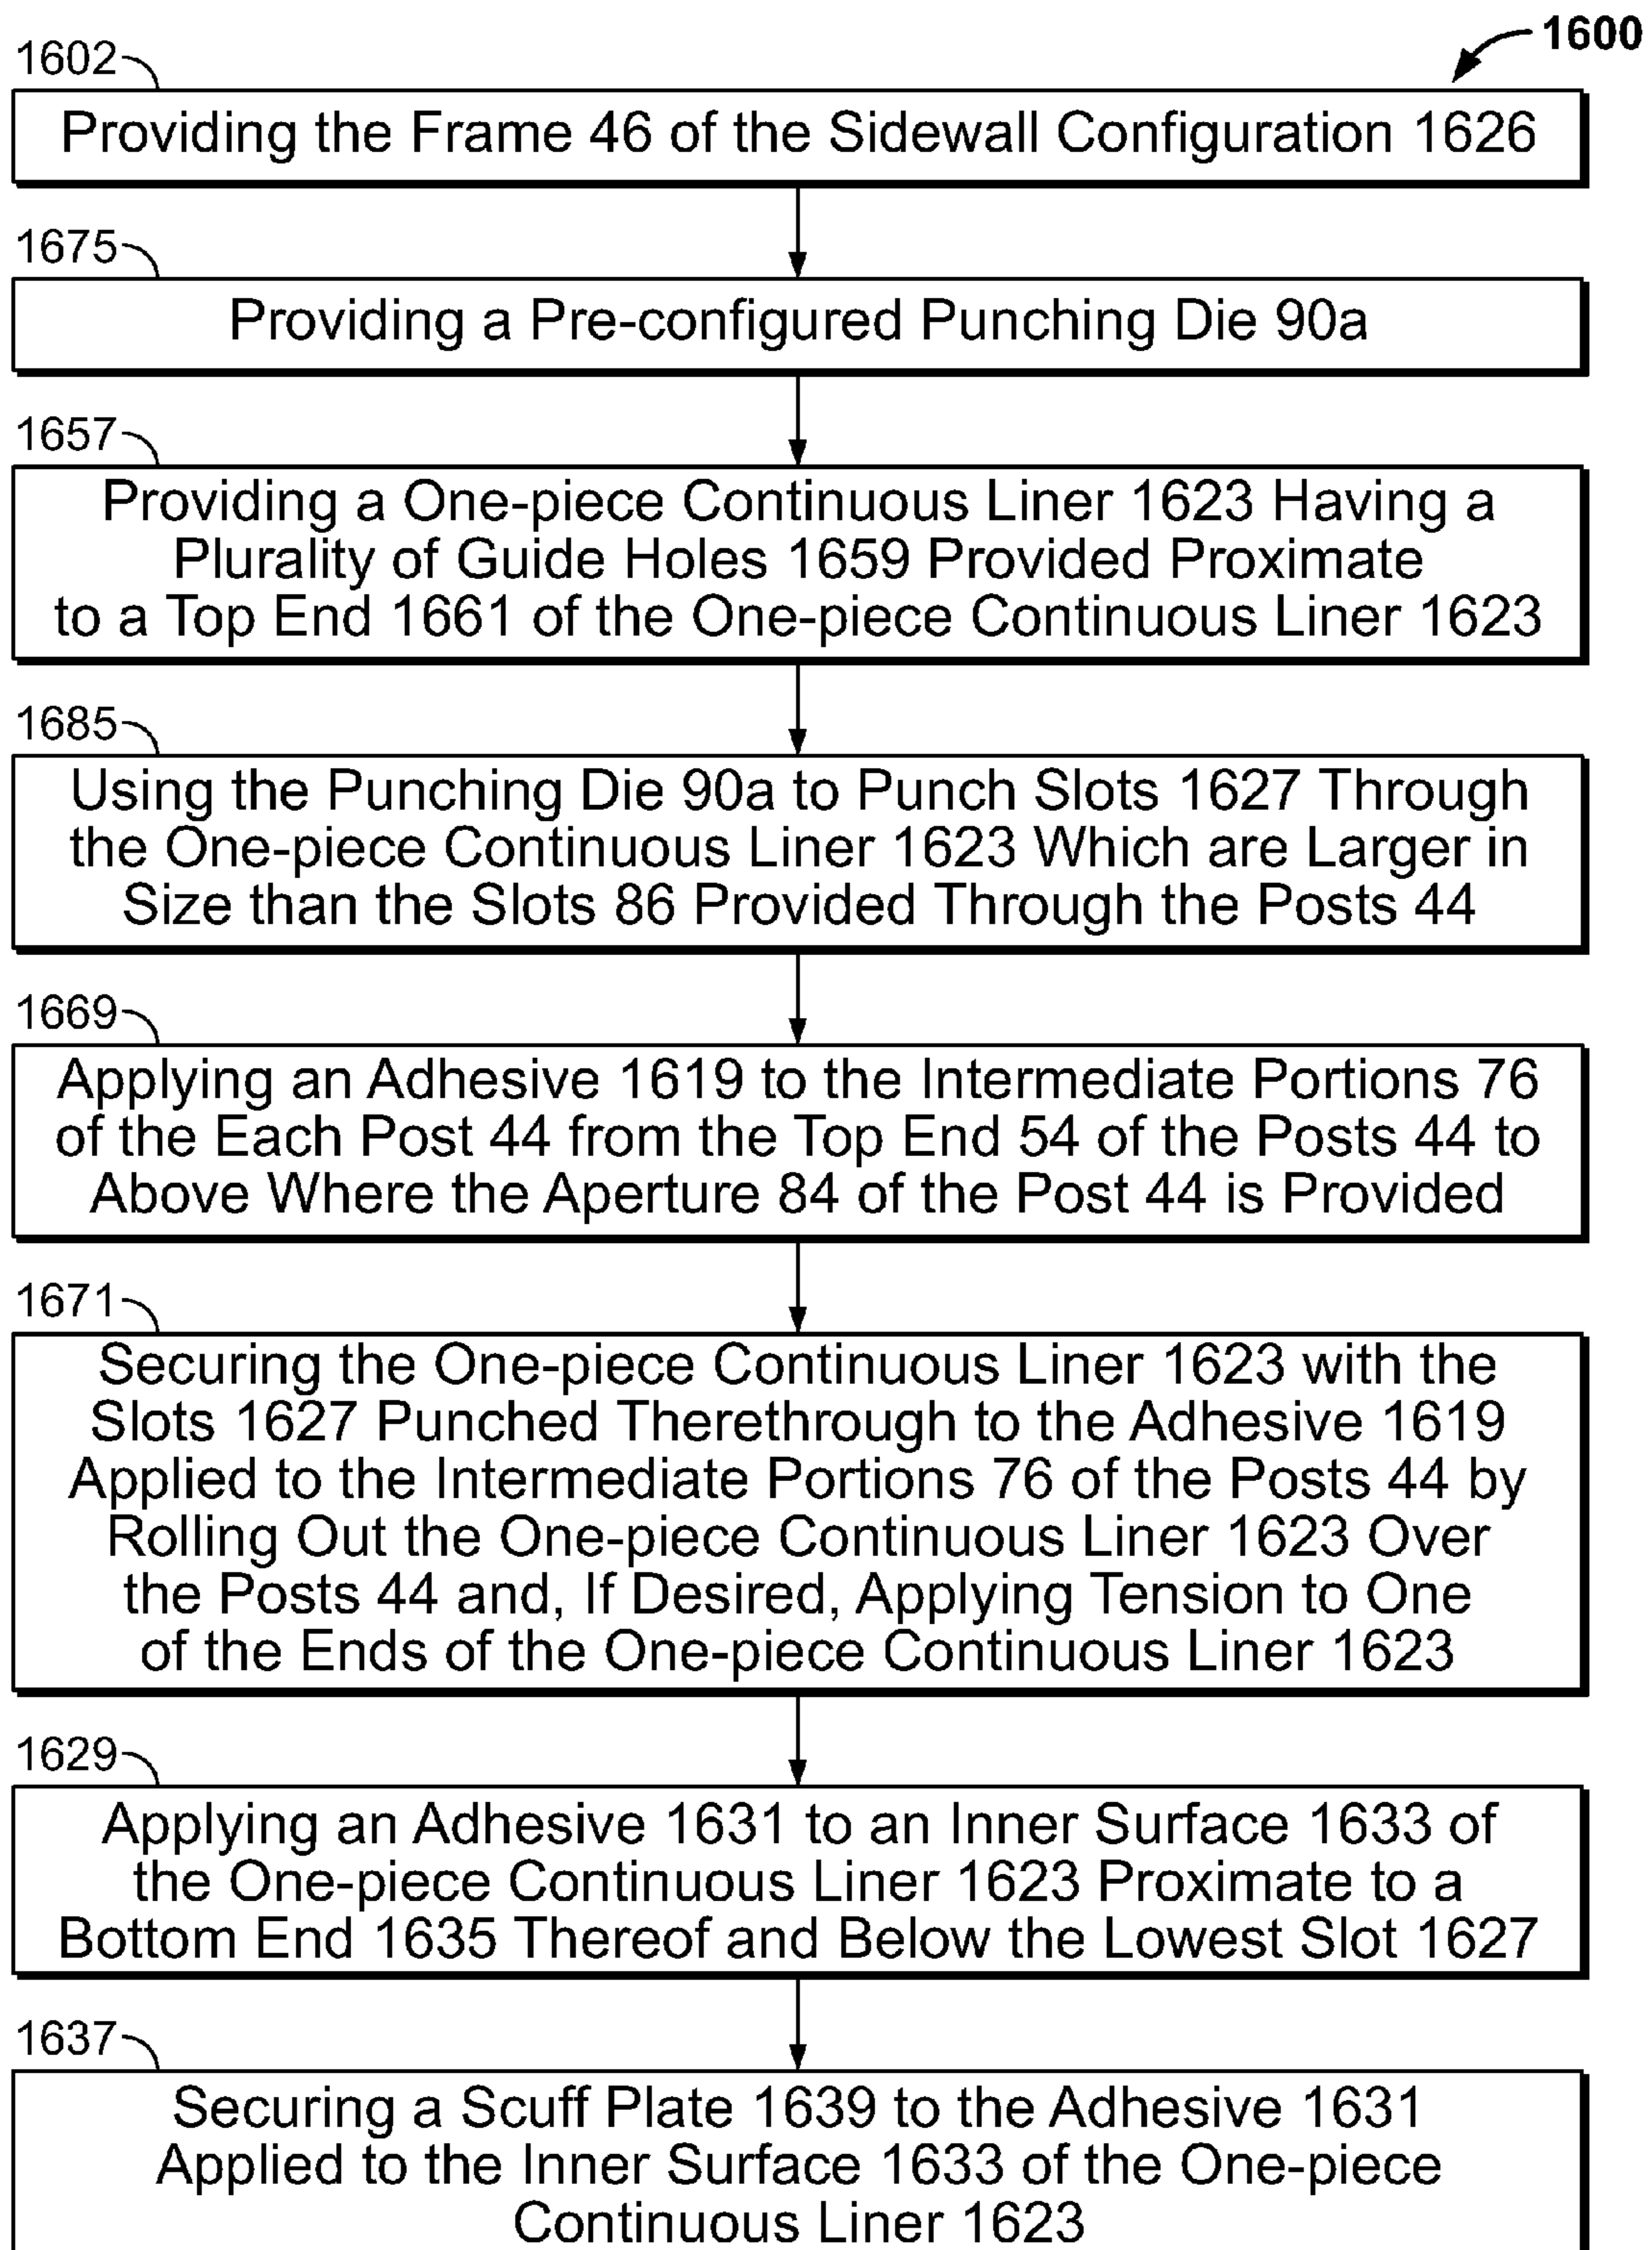 1600
1602
Providing the Frame 46 of the Sidewall Configuration 1626
1675
Providing a Pre-configured Punching Die 90a
1657
Providing a One-piece Continuous Liner 1623 Having a
Plurality of Guide Holes 1659 Provided Proximate
to a Top End 1661 of the One-piece Continuous Liner 1623
1685
Using the Punching Die 90a to Punch Slots 1627 Through
the One-piece Continuous Liner 1623 Which are Larger in
Size than the Slots 86 Provided Through the Posts 44
1669
Applying an Adhesive 1619 to the Intermediate Portions 76
of the Each Post 44 from the Top End 54 of the Posts 44 to
Above Where the Aperture 84 of the Post 44 is Provided
1671
Securing the One-piece Continuous Liner 1623 with the
Slots 1627 Punched Therethrough to the Adhesive 1619
Applied to the Intermediate Portions 76 of the Posts 44 by
Rolling Out the One-piece Continuous Liner 1623 Over
the Posts 44 and, If Desired, Applying Tension to One
of the Ends of the One-piece Continuous Liner 1623
1629
Applying an Adhesive 1631 to an Inner Surface 1633 of
the One-piece Continuous Liner 1623 Proximate to a
Bottom End 1635 Thereof and Below the Lowest Slot 1627
1637
Securing a Scuff Plate 1639 to the Adhesive 1631
Applied to the Inner Surface 1633 of the One-piece
Continuous Liner 1623